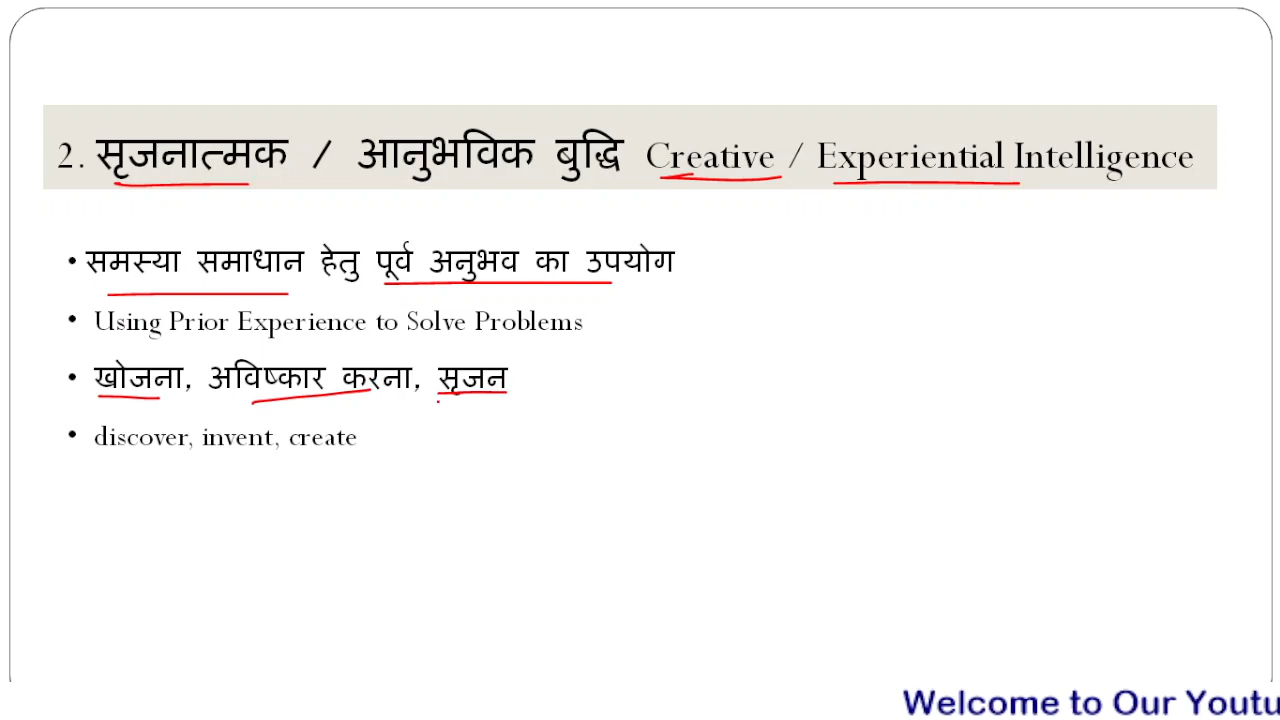 2. सृजनात्मक / आनुभविक बुद्धि Creative / Experiential Intelligence
• समस्या समाधान हेतु पूर्व अनुभव का उपयोग
• Using Prior Experience to Solve Problems
• खोजना, अविष्कार करना, सृजन
• discover, invent, create
Welcome to Our Youtu